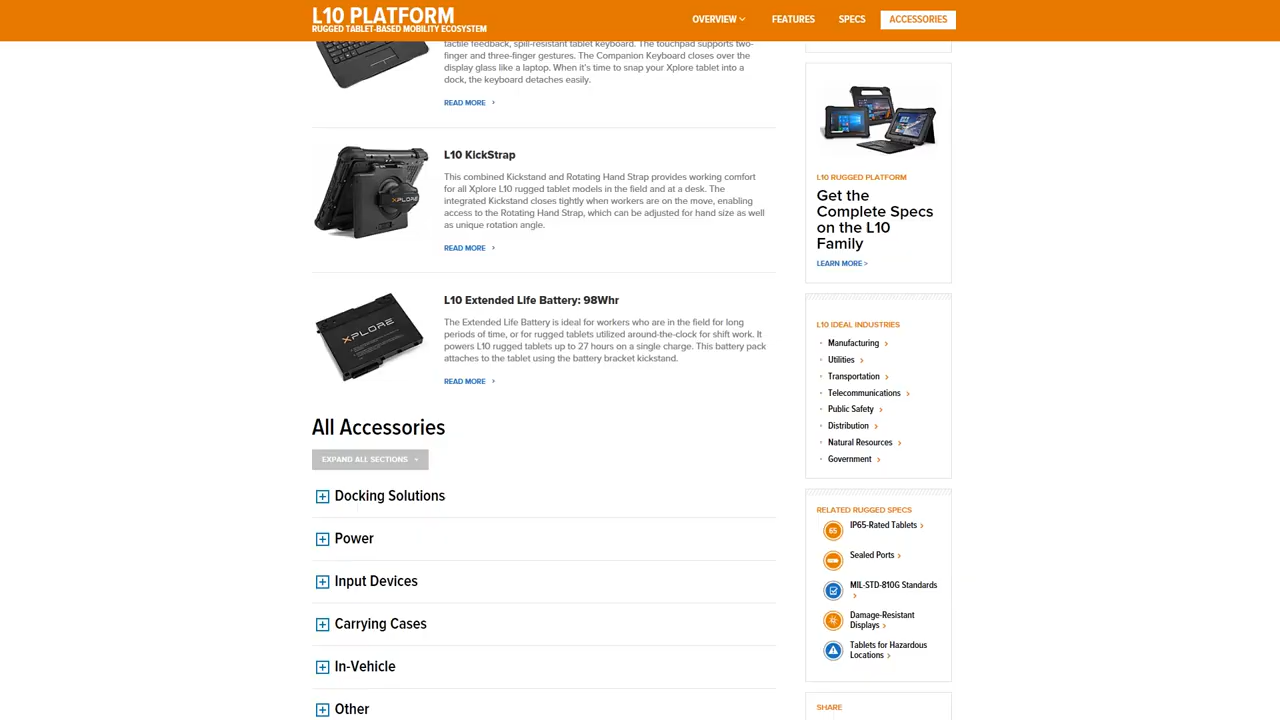 L10 PLATFORM
RUGGED TABLET-BASED MOBILITY ECOSYSTEM
OVERVIEW
FEATURES
SPECS
ACCESSORIES
tactile feedback, spill-resistant tablet keyboard. The touchpad supports two-
finger and three-finger gestures. The Companion Keyboard closes over the
display glass like a laptop. When it's time to snap your Xplore tablet into a
dock, the keyboard detaches easily.
READ MORE >
L10 KickStrap
This combined Kickstand and Rotating Hand Strap provides working comfort
for all Xplore L10 rugged tablet models in the field and at a desk. The
integrated Kickstand closes tightly when workers are on the move, enabling
access to the Rotating Hand Strap, which can be adjusted for hand size as well
as unique rotation angle.
READ MORE >
XPLORE
L10 Extended Life Battery: 98Whr
The Extended Life Battery is ideal for workers who are in the field for long
periods of time, or for rugged tablets utilized around-the-clock for shift work. It
powers L10 rugged tablets up to 27 hours on a single charge. This battery pack
attaches to the tablet using the battery bracket kickstand.
READ MORE >
XPLORE
All Accessories
EXPAND ALL SECTIONS
Docking Solutions
Power
Input Devices
Carrying Cases
In-Vehicle
Other
L10 RUGGED PLATFORM
Get the
Complete Specs
on the L10
Family
LEARN MORE >
L10 IDEAL INDUSTRIES
Manufacturing >
Utilities >
Transportation >
Telecommunications >
Public Safety >
Distribution >
Natural Resources >
Government >
RELATED RUGGED SPECS
65
IP65-Rated Tablets >
Sealed Ports >
MIL-STD-810G Standards
>
Damage-Resistant
Displays >
Tablets for Hazardous
Locations >
SHARE